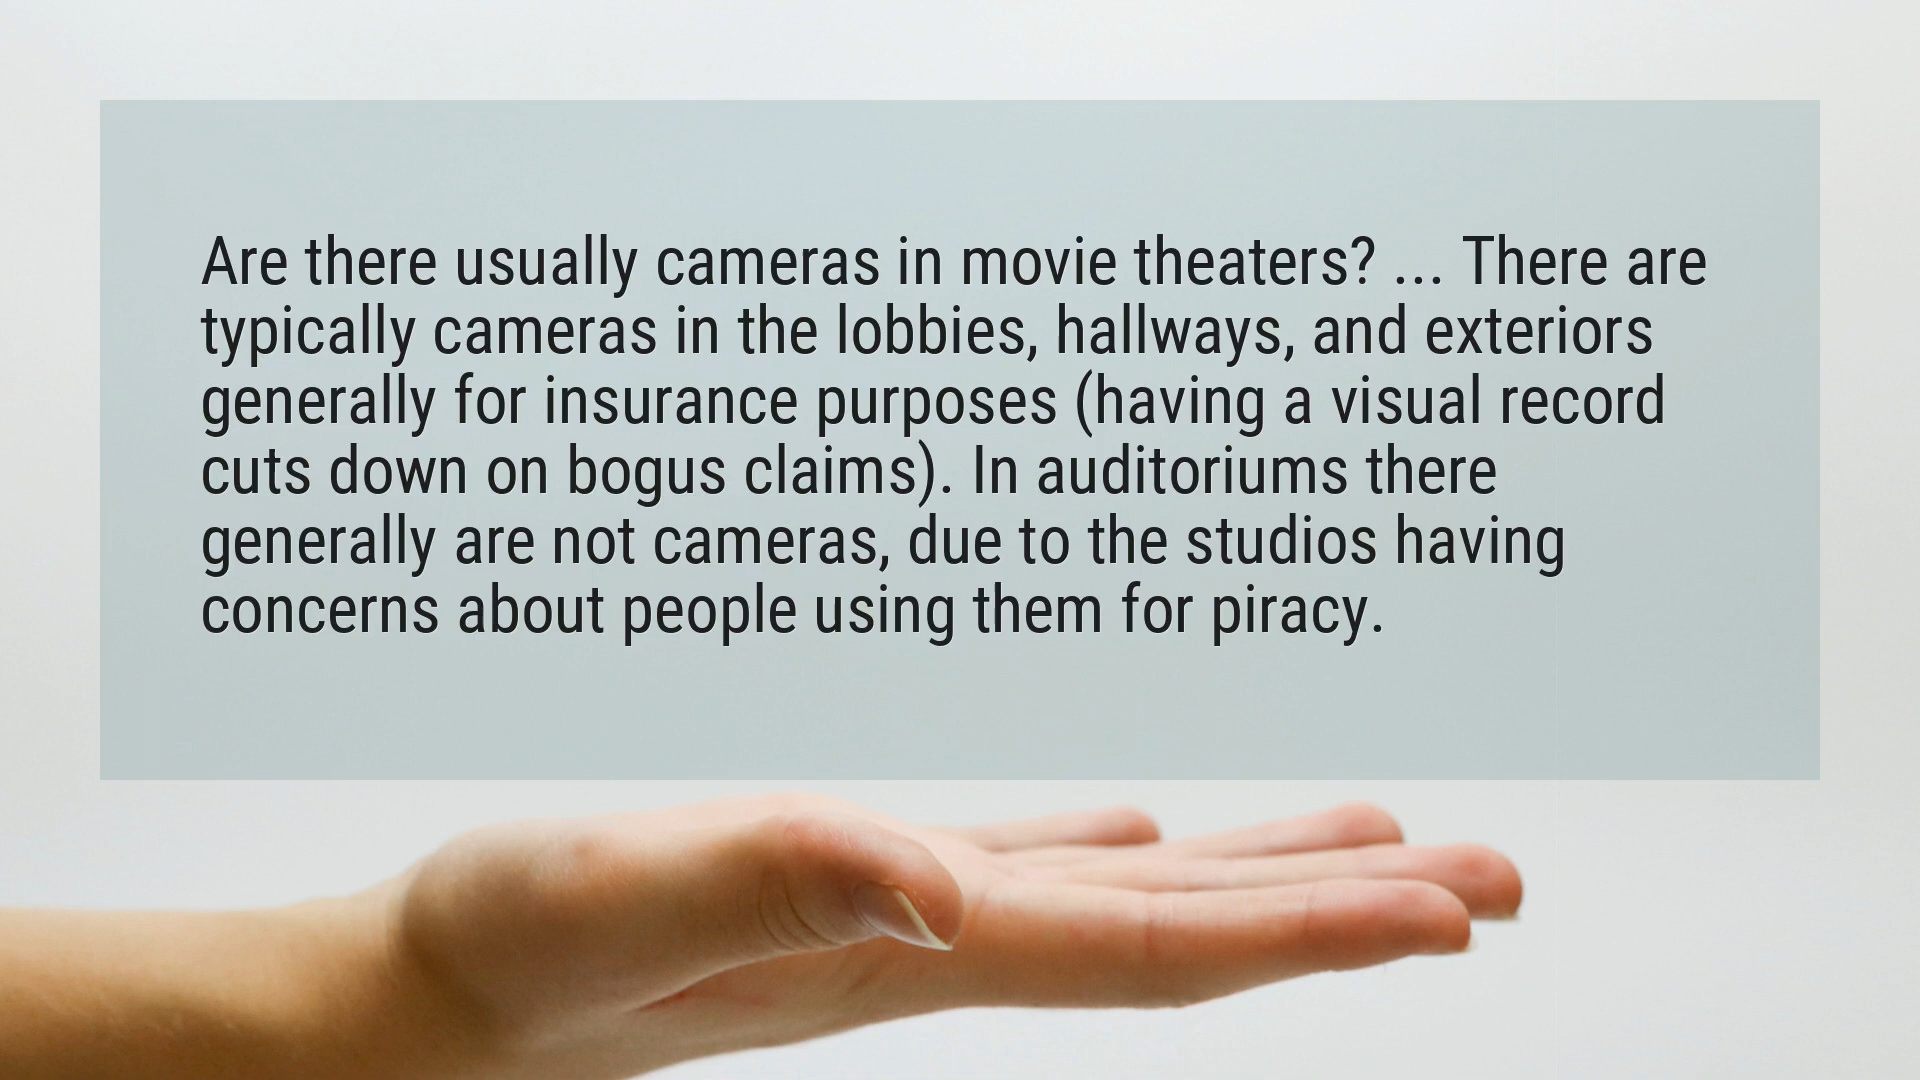 Are there usually cameras in movie theaters? ... There are
typically cameras in the lobbies, hallways, and exteriors
generally for insurance purposes (having a visual record
cuts down on bogus claims). In auditoriums there
generally are not cameras, due to the studios having
concerns about people using them for piracy.